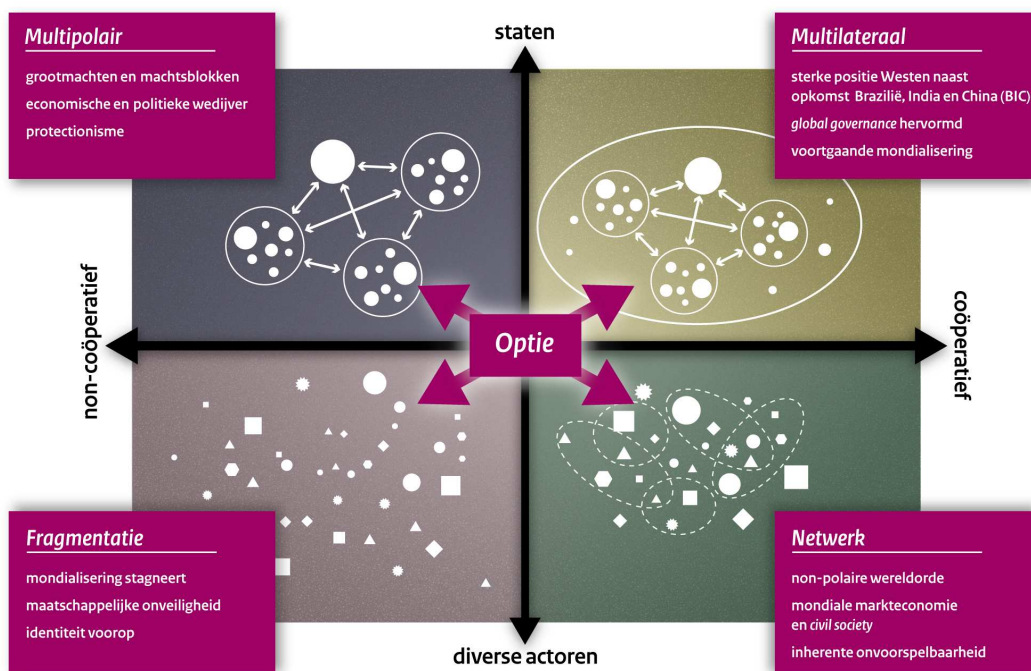 Multipolair
grootmachten en machtsblokken
economische en politieke wedijver
protectionisme
staten
Multilateraal
sterke positie Westen naast
opkomst Brazilië, India en China (BIC)
global governance hervormd
voortgaande mondialisering
non-coöperatief
Optie
coöperatief
Fragmentatie
mondialisering stagneert
maatschappelijke onveiligheid
identiteit voorop
diverse actoren
Netwerk
non-polaire wereldorde
mondiale markteconomie
en civil society
inherente onvoorspelbaarheid